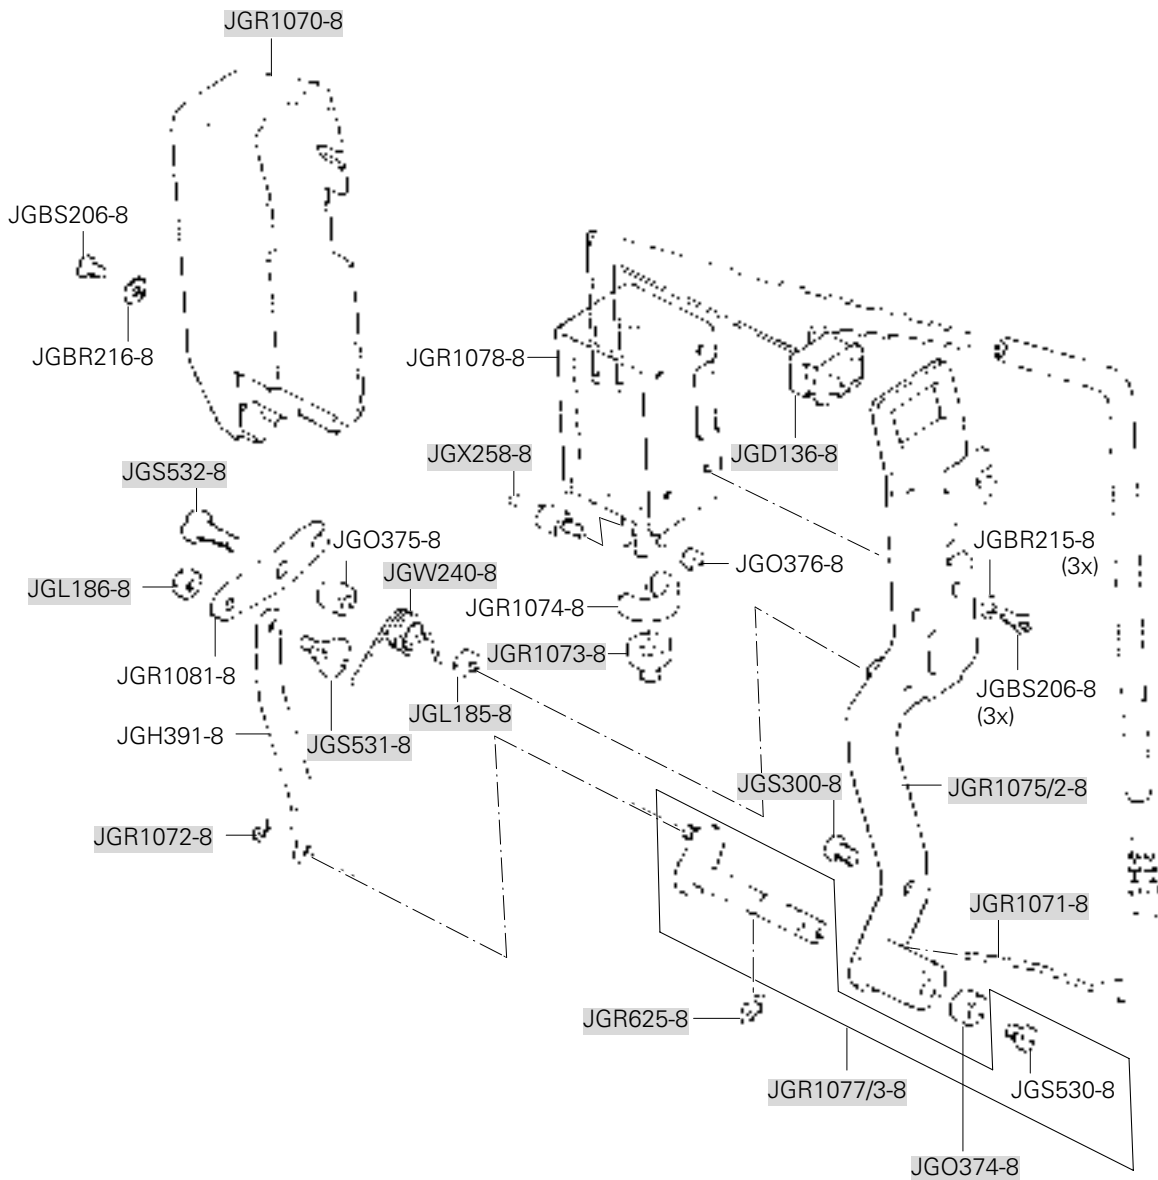 JGR1070-8
JGBS206-8
JGBR216-8
JGR1078-8
JGX258-8
JGD136-8
JGS532-8
JGO375-8
JGBR215-8
(3x)
JGW240-8
JGO376-8
JGL186-8
JGR1074-8
JGR1073-8
JGR1081-8
JGBS206-8
(3x)
JGL185-8
JGH391-8
JGS531-8
JGS300-8
JGR1075/2-8
JGR1072-8
JGR1071-8
JGR625-8
JGR1077/3-8
JGS530-8
JGO374-8